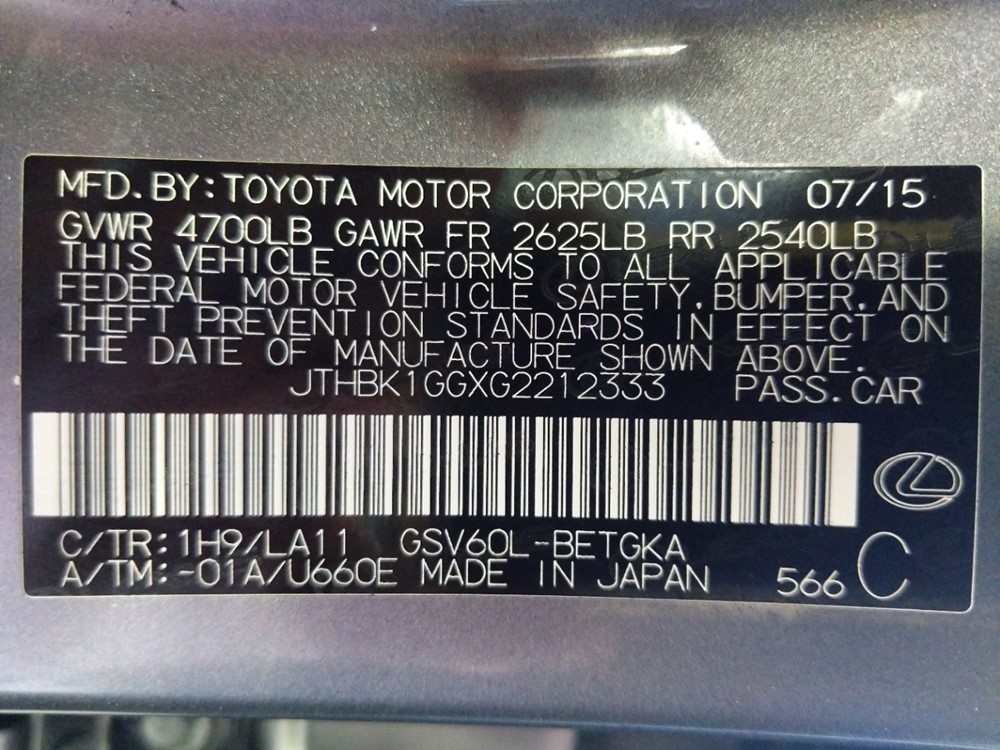 MFD.BY:TOYOTA MOTOR CORPORATION 07/15
GVWR 4700LB GAWR FR 2625LB RR 2540LB
THIS VEHICLE CONFORMS TO ALL APPLICABLE
FEDERAL MOTOR VEHICLE SAFETY,BUMPER,AND
THEFT PREVENTION STANDARDS IN EFFECT ON
THE DATE OF MANUFACTURE SHOWN ABOVE.
JTHBK1GGXG2212333 PASS.CAR
C/TR:1H9/LA11 GSV60L-BETGKA
A/TM:-01A/U660E MADE IN JAPAN 566 C